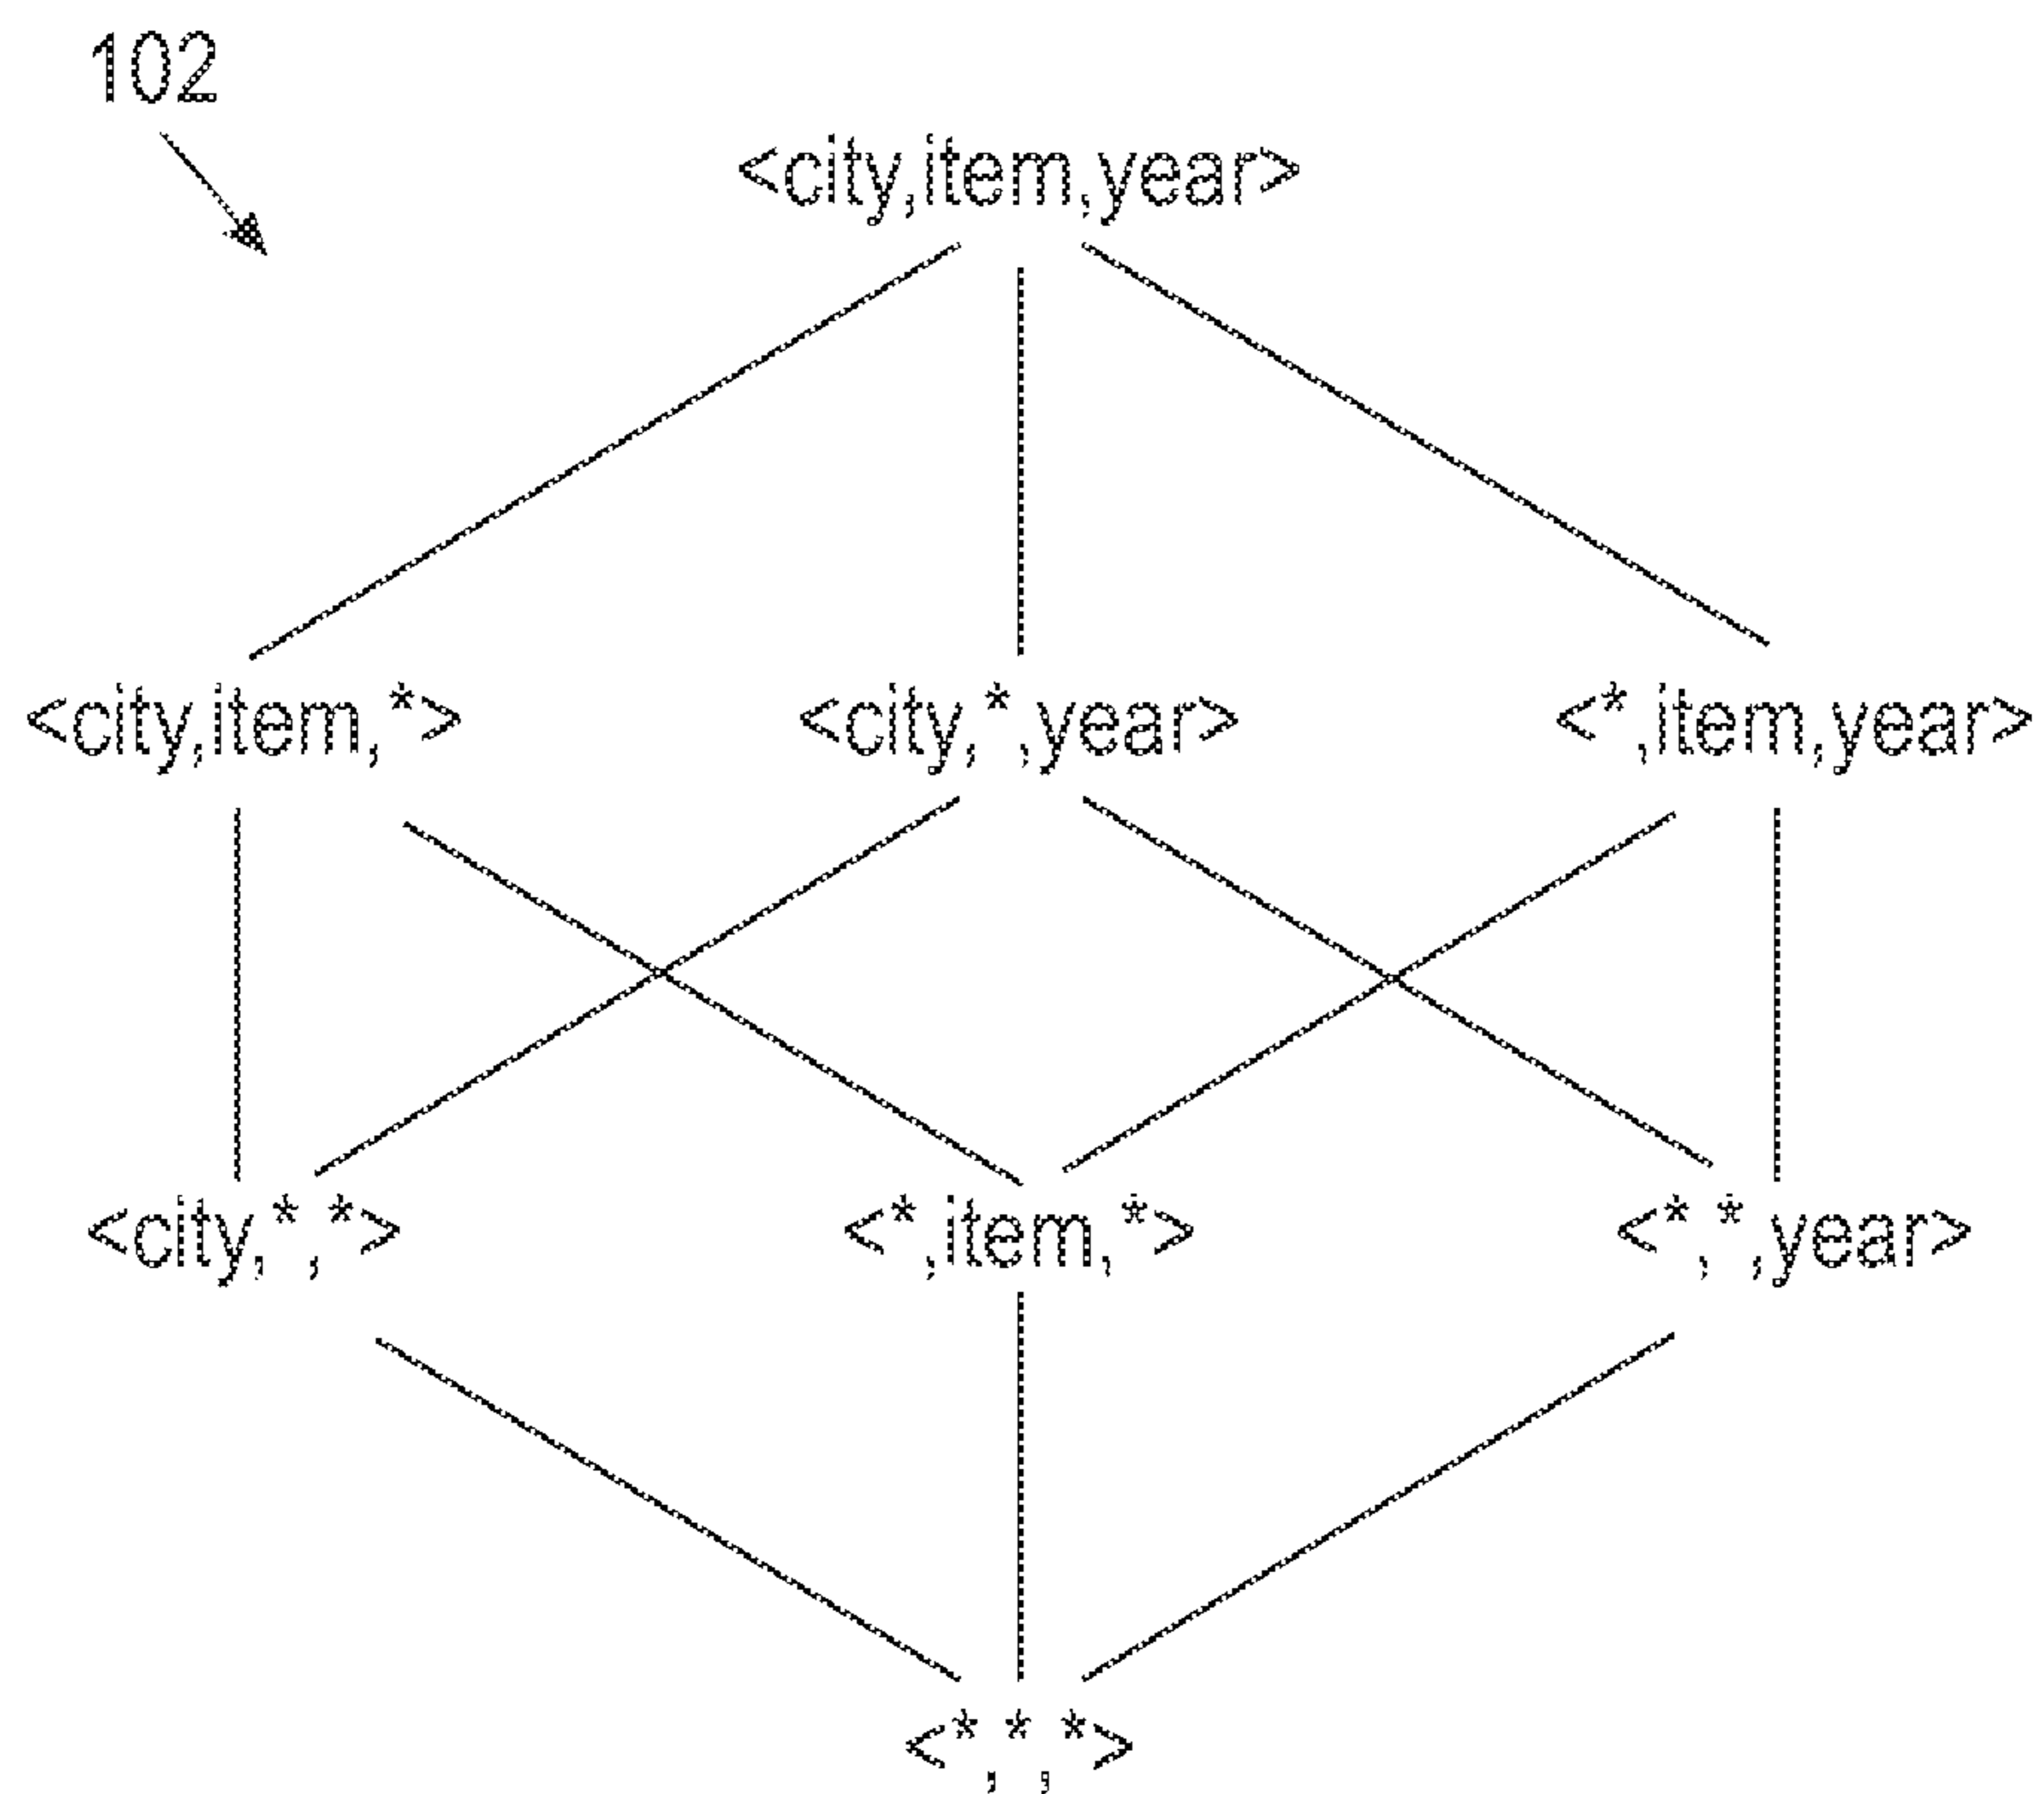 102
<city,item,year>
<city,item,*> <city,*,year> <*,item,year>
<city,*,*> <*,item,*> <*,*,year>
<*,*,*>